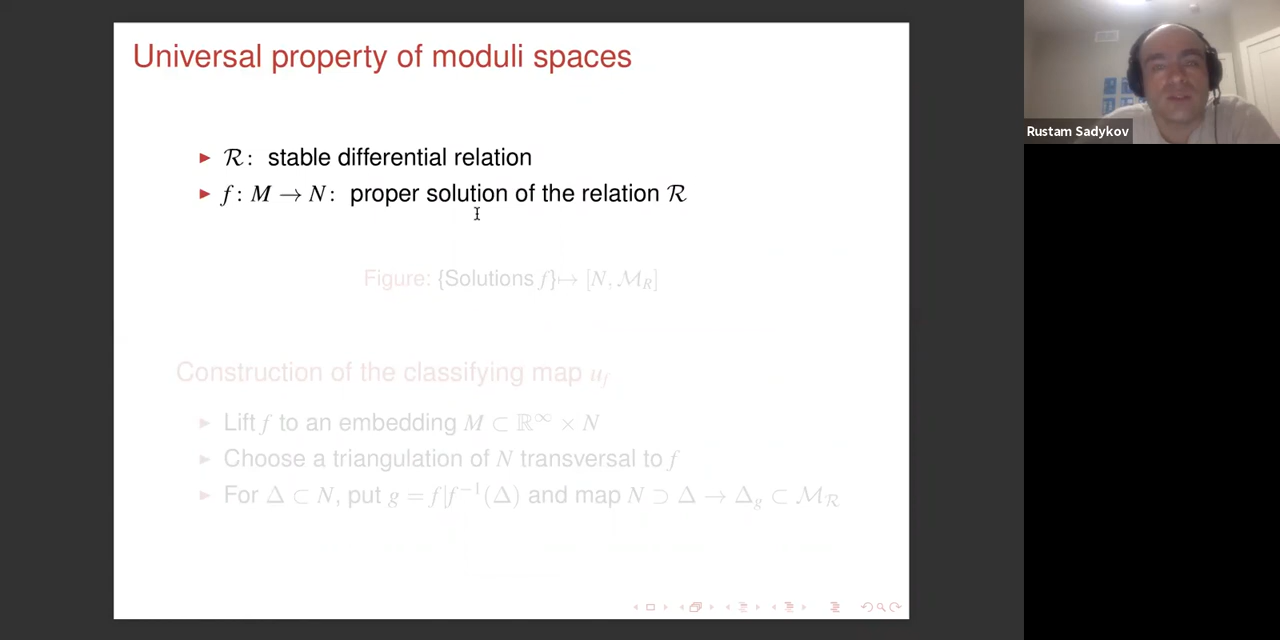 Universal property of moduli spaces
▶ ℛ: stable differential relation
▶ f: M → N: proper solution of the relation ℛ
Figure: {Solutions f} ↦ [N, ℳ_R]
Construction of the classifying map u_f
▶ Lift f to an embedding M ⊂ ℝ^∞ × N
▶ Choose a triangulation of N transversal to f
▶ For Δ ⊂ N, put g = f|f⁻¹(Δ) and map N ⊃ Δ → Δ_g ⊂ ℳ_ℛ
Rustam Sadykov